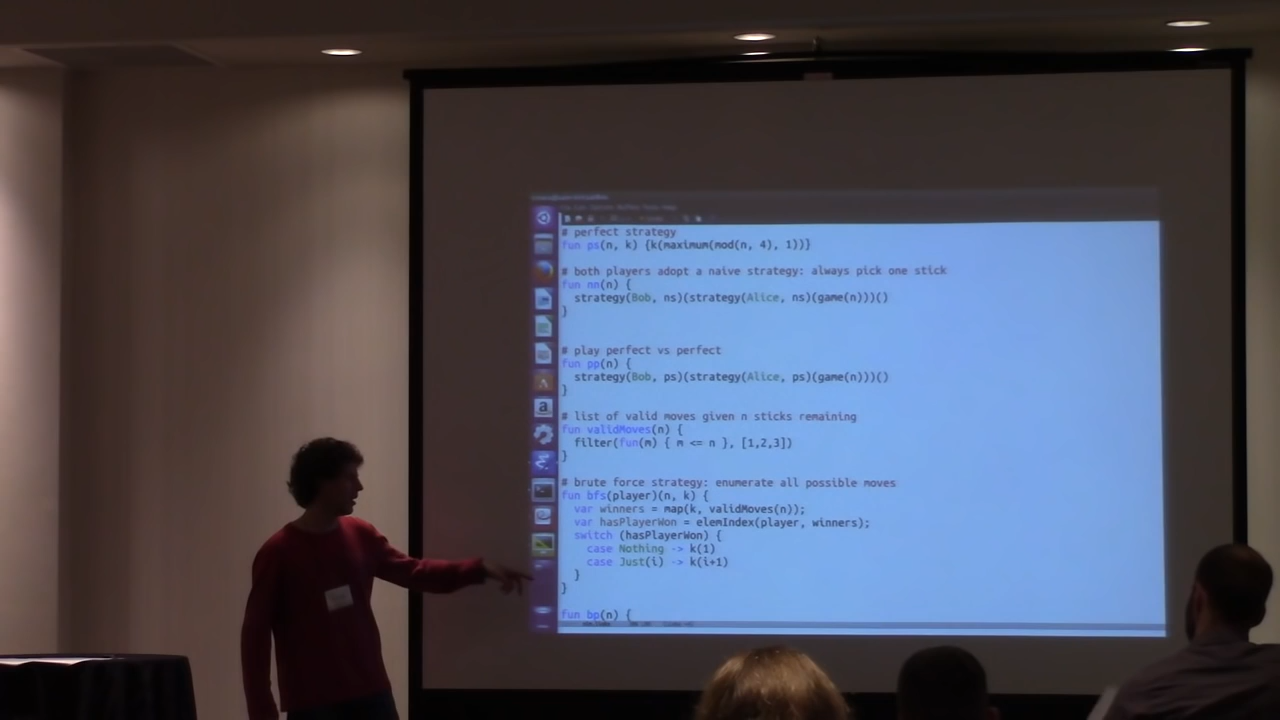 # perfect strategy
fun ps(n, k) {k(maximum(mod(n, 4), 1))}
# both players adopt a naive strategy: always pick one stick
fun nn(n) {
strategy(Bob, ns)(strategy(Alice, ns)(game(n)))()
}
# play perfect vs perfect
fun pp(n) {
strategy(Bob, ps)(strategy(Alice, ps)(game(n)))()
}
# list of valid moves given n sticks remaining
fun validMoves(n) {
filter(fun(m) { m <= n }, [1,2,3])
}
# brute force strategy: enumerate all possible moves
fun bfs(player)(n, k) {
var winners = map(k, validMoves(n));
var hasPlayerWon = elemIndex(player, winners);
switch (hasPlayerWon) {
case Nothing -> k(1)
case Just(i) -> k(i+1)
}
}
fun bp(n) {